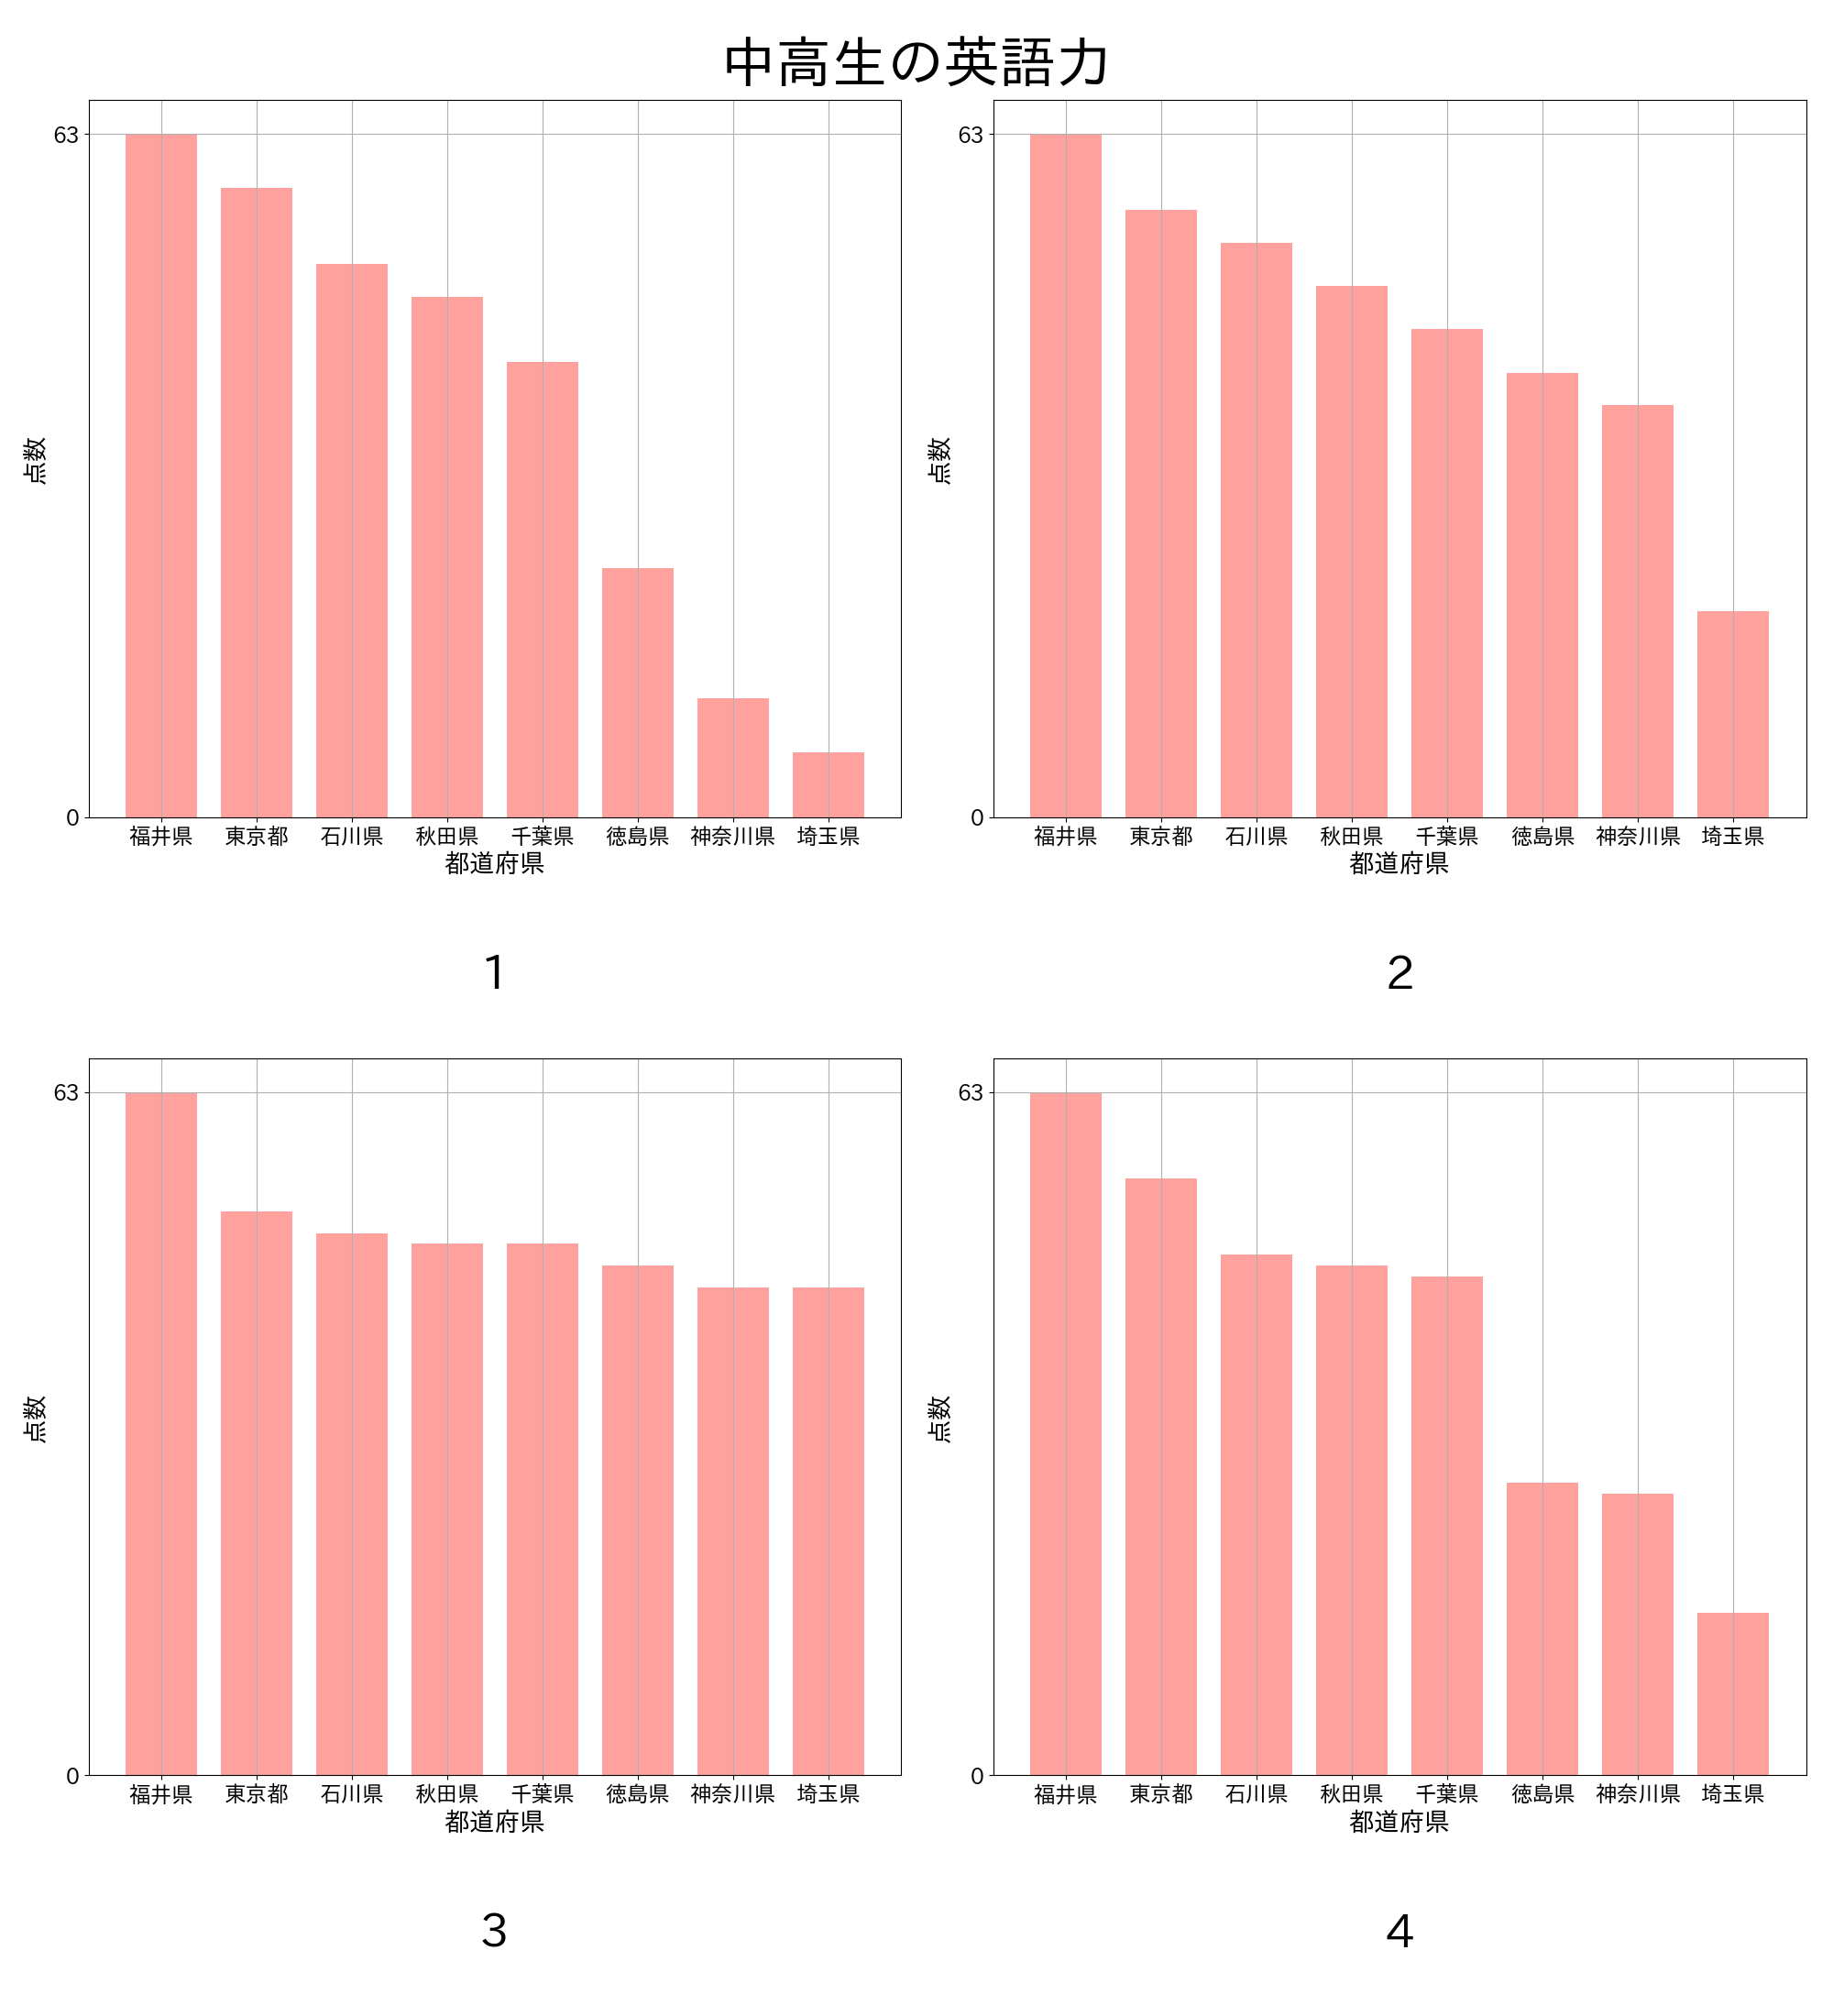 中高生の英語力
63
0
点数
福井県 東京都 石川県 秋田県 千葉県 徳島県 神奈川県 埼玉県
都道府県
1
63
0
点数
福井県 東京都 石川県 秋田県 千葉県 徳島県 神奈川県 埼玉県
都道府県
2
63
0
点数
福井県 東京都 石川県 秋田県 千葉県 徳島県 神奈川県 埼玉県
都道府県
3
63
0
点数
福井県 東京都 石川県 秋田県 千葉県 徳島県 神奈川県 埼玉県
都道府県
4